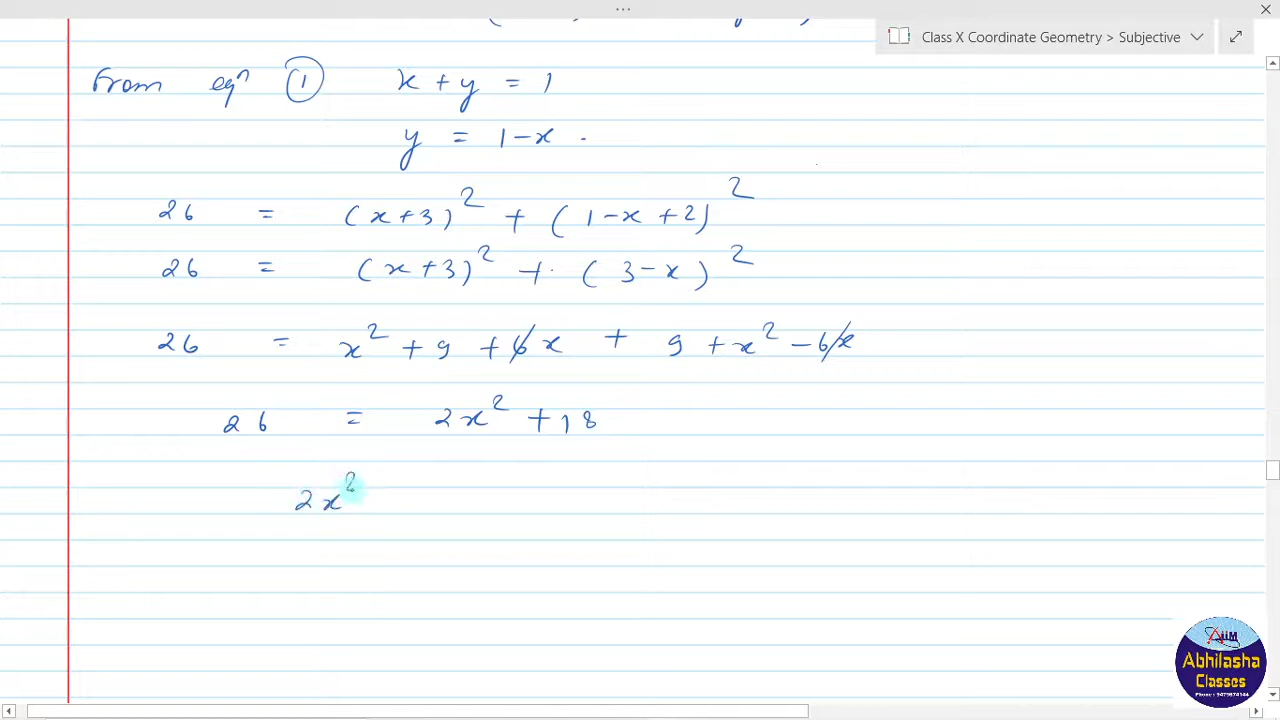 Class X Coordinate Geometry > Subjective
From eqn ① x + y = 1
y = 1-x .
26 = (x+3)² + (1-x+2)²
26 = (x+3)² + (3-x)²
26 = x² + 9 + 6x + 9 + x² - 6x
26 = 2x² + 18
2x²
AIM
Abhilasha
Classes